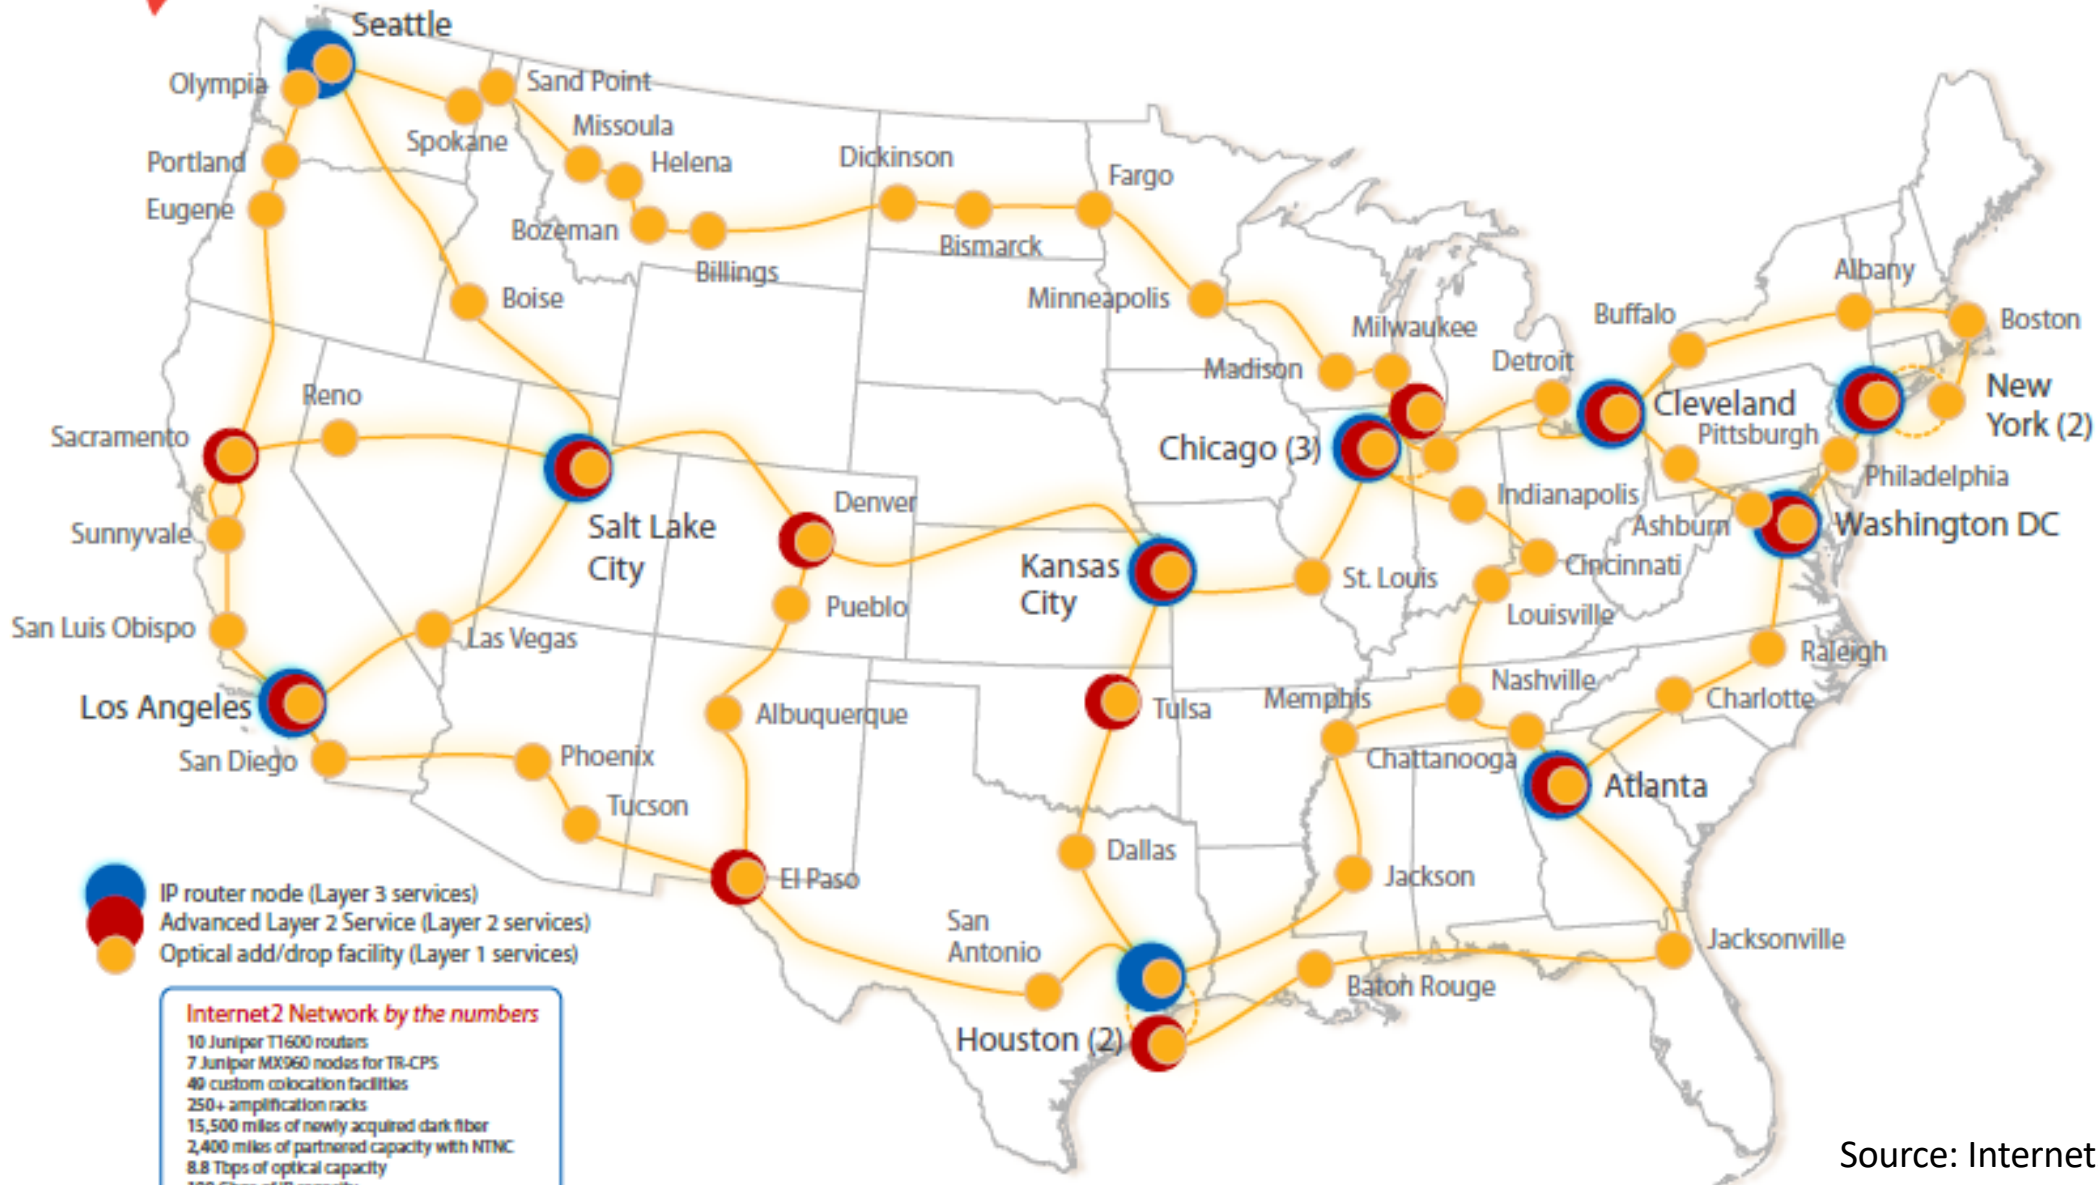 Seattle
Olympia
Sand Point
Spokane
Missoula
Portland
Helena
Dickinson
Fargo
Eugene
Bozeman
Bismarck
Billings
Albany
Boise
Minneapolis
Buffalo
Boston
Milwaukee
Madison
Detroit
Reno
New
York (2)
Cleveland
Sacramento
Pittsburgh
Chicago (3)
Philadelphia
Denver
Indianapolis
Salt Lake
City
Ashburn
Washington DC
Sunnyvale
Kansas
City
St. Louis
Cincinnati
Pueblo
Louisville
San Luis Obispo
Las Vegas
Raleigh
Nashville
Los Angeles
Albuquerque
Tulsa
Memphis
Charlotte
San Diego
Phoenix
Chattanooga
Atlanta
Tucson
Dallas
El Paso
Jackson
IP router node (Layer 3 services)
Advanced Layer 2 Service (Layer 2 services)
Optical add/drop facility (Layer 1 services)
San
Antonio
Jacksonville
Baton Rouge
Houston (2)
Internet2 Network by the numbers
10 Juniper T1600 routers
7 Juniper MX960 nodes for TR-CPS
49 custom colocation facilities
250+ amplification racks
15,500 miles of newly acquired dark fiber
2,400 miles of partnered capacity with NTNC
8.8 Tbps of optical capacity
Source: Internet